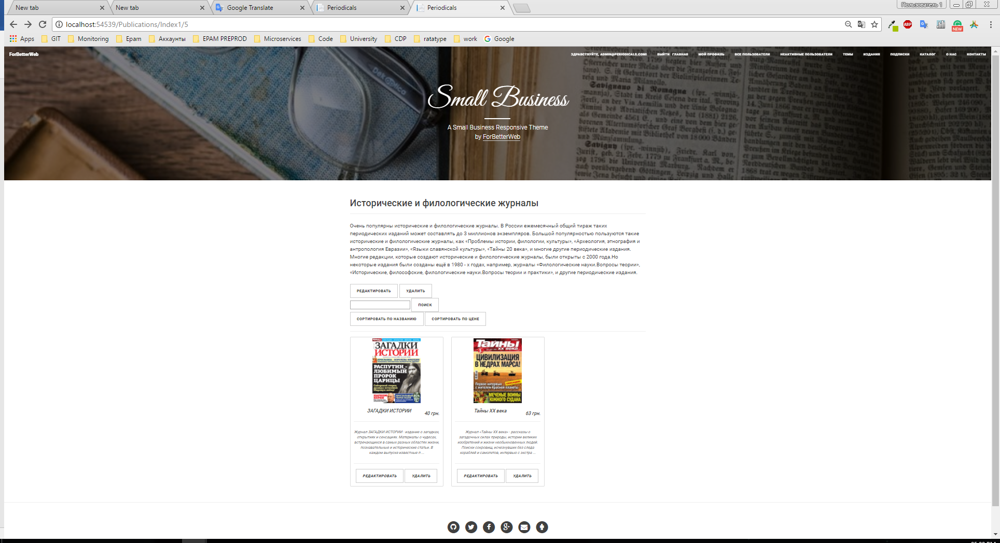 New tab
New tab
Google Translate
Periodicals
Periodicals
Пользователь 1
localhost:54539/Publications/Index1/5
ABP
NEW
Apps
GIT
Monitoring
Epam
Аккаунты
EPAM PREPROD
Microservices
Code
University
CDP
ratatype
work
Google
ForBetterWeb
ЗДРАВСТВУЙТЕ, ADMIN@PERIODICALS.COM!
ВЫЙТИ
ГЛАВНАЯ
МОЙ ПРОФИЛЬ
ВСЕ ПОЛЬЗОВАТЕЛИ
НЕАКТИВНЫЕ ПОЛЬЗОВАТЕЛИ
ТЕМЫ
ИЗДАНИЯ
ПОДПИСКИ
КАТАЛОГ
О НАС
КОНТАКТЫ
Small Business
A Small Business Responsive Theme
by ForBetterWeb
Savignano di Romagna
Savigny
Исторические и филологические журналы
Очень популярны исторические и филологические журналы. В России ежемесячный общий тираж таких
периодических изданий может составлять до 3 миллионов экземпляров. Большой популярностью пользуются такие
исторические и филологические журналы, как «Проблемы истории, филологии, культуры», «Археология, этнография и
антропология Евразии», «Языки славянской культуры», «Тайны 20 века», и многие другие периодические издания.
Многие редакции, которые создают исторические и филологические журналы, были открыты с 2000 года.Но
некоторые издания были созданы ещё в 1980 - х годах, например, журналы «Филологические науки.Вопросы теории»,
«Исторические, философские, филологические науки.Вопросы теории и практики», и другие периодические издания.
РЕДАКТИРОВАТЬ
УДАЛИТЬ
ПОИСК
СОРТИРОВАТЬ ПО НАЗВАНИЮ
СОРТИРОВАТЬ ПО ЦЕНЕ
ЗАГАДКИ
ИСТОРИИ
РАСПУТИН -
ЛЮБИМЫЙ
ПРОРОК
ЦАРИЦЫ
ЗАГАДКИ ИСТОРИИ
40 грн.
Журнал ЗАГАДКИ ИСТОРИИ - издание о загадках,
открытиях и сенсациях. Материалы о чудесах,
встречающихся в самых разных областях жизни,
познавательные и исторические статьи. В
каждом выпуске известные п ...
РЕДАКТИРОВАТЬ
УДАЛИТЬ
Тайны
XX века
ЦИВИЛИЗАЦИЯ
В НЕДРАХ МАРСА!
Первое интервью
с жителем Красной планеты
МЕЧЕНЫЕ ВОИНЫ
ЮЖНОГО СУДАНА
Тайны ХХ века
63 грн.
Журнал «Тайны ХХ века» - рассказы о
загадочных силах природы, истории великих
изобретений и жизни необыкновенных людей.
Поиски сокровищ, исчезнувших без следа
кораблей и самолетов, интервью с экстра ...
РЕДАКТИРОВАТЬ
УДАЛИТЬ